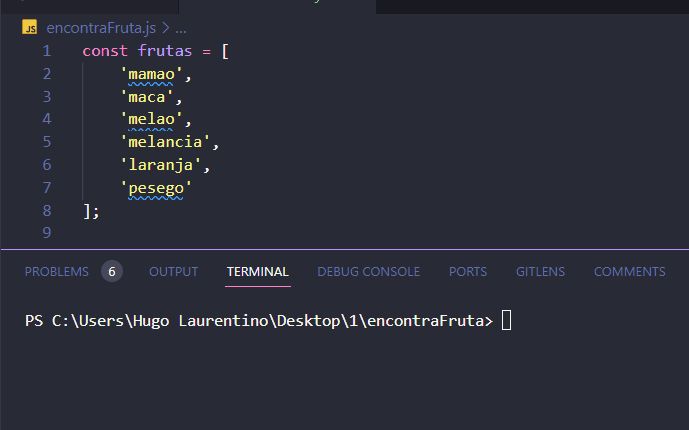 JS encontraFruta.js > ...
1 const frutas = [
2 'mamao',
3 'maca',
4 'melao',
5 'melancia',
6 'laranja',
7 'pesego'
8 ];
9
PROBLEMS 6 OUTPUT TERMINAL DEBUG CONSOLE PORTS GITLENS COMMENTS
PS C:\Users\Hugo Laurentino\Desktop\1\encontraFruta>